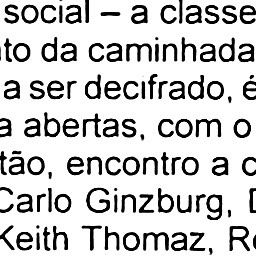 social – a classe
to da caminhada
a ser decifrado, é
a abertas, com o
tão, encontro a
Carlo Ginzburg,
Keith Thomaz,